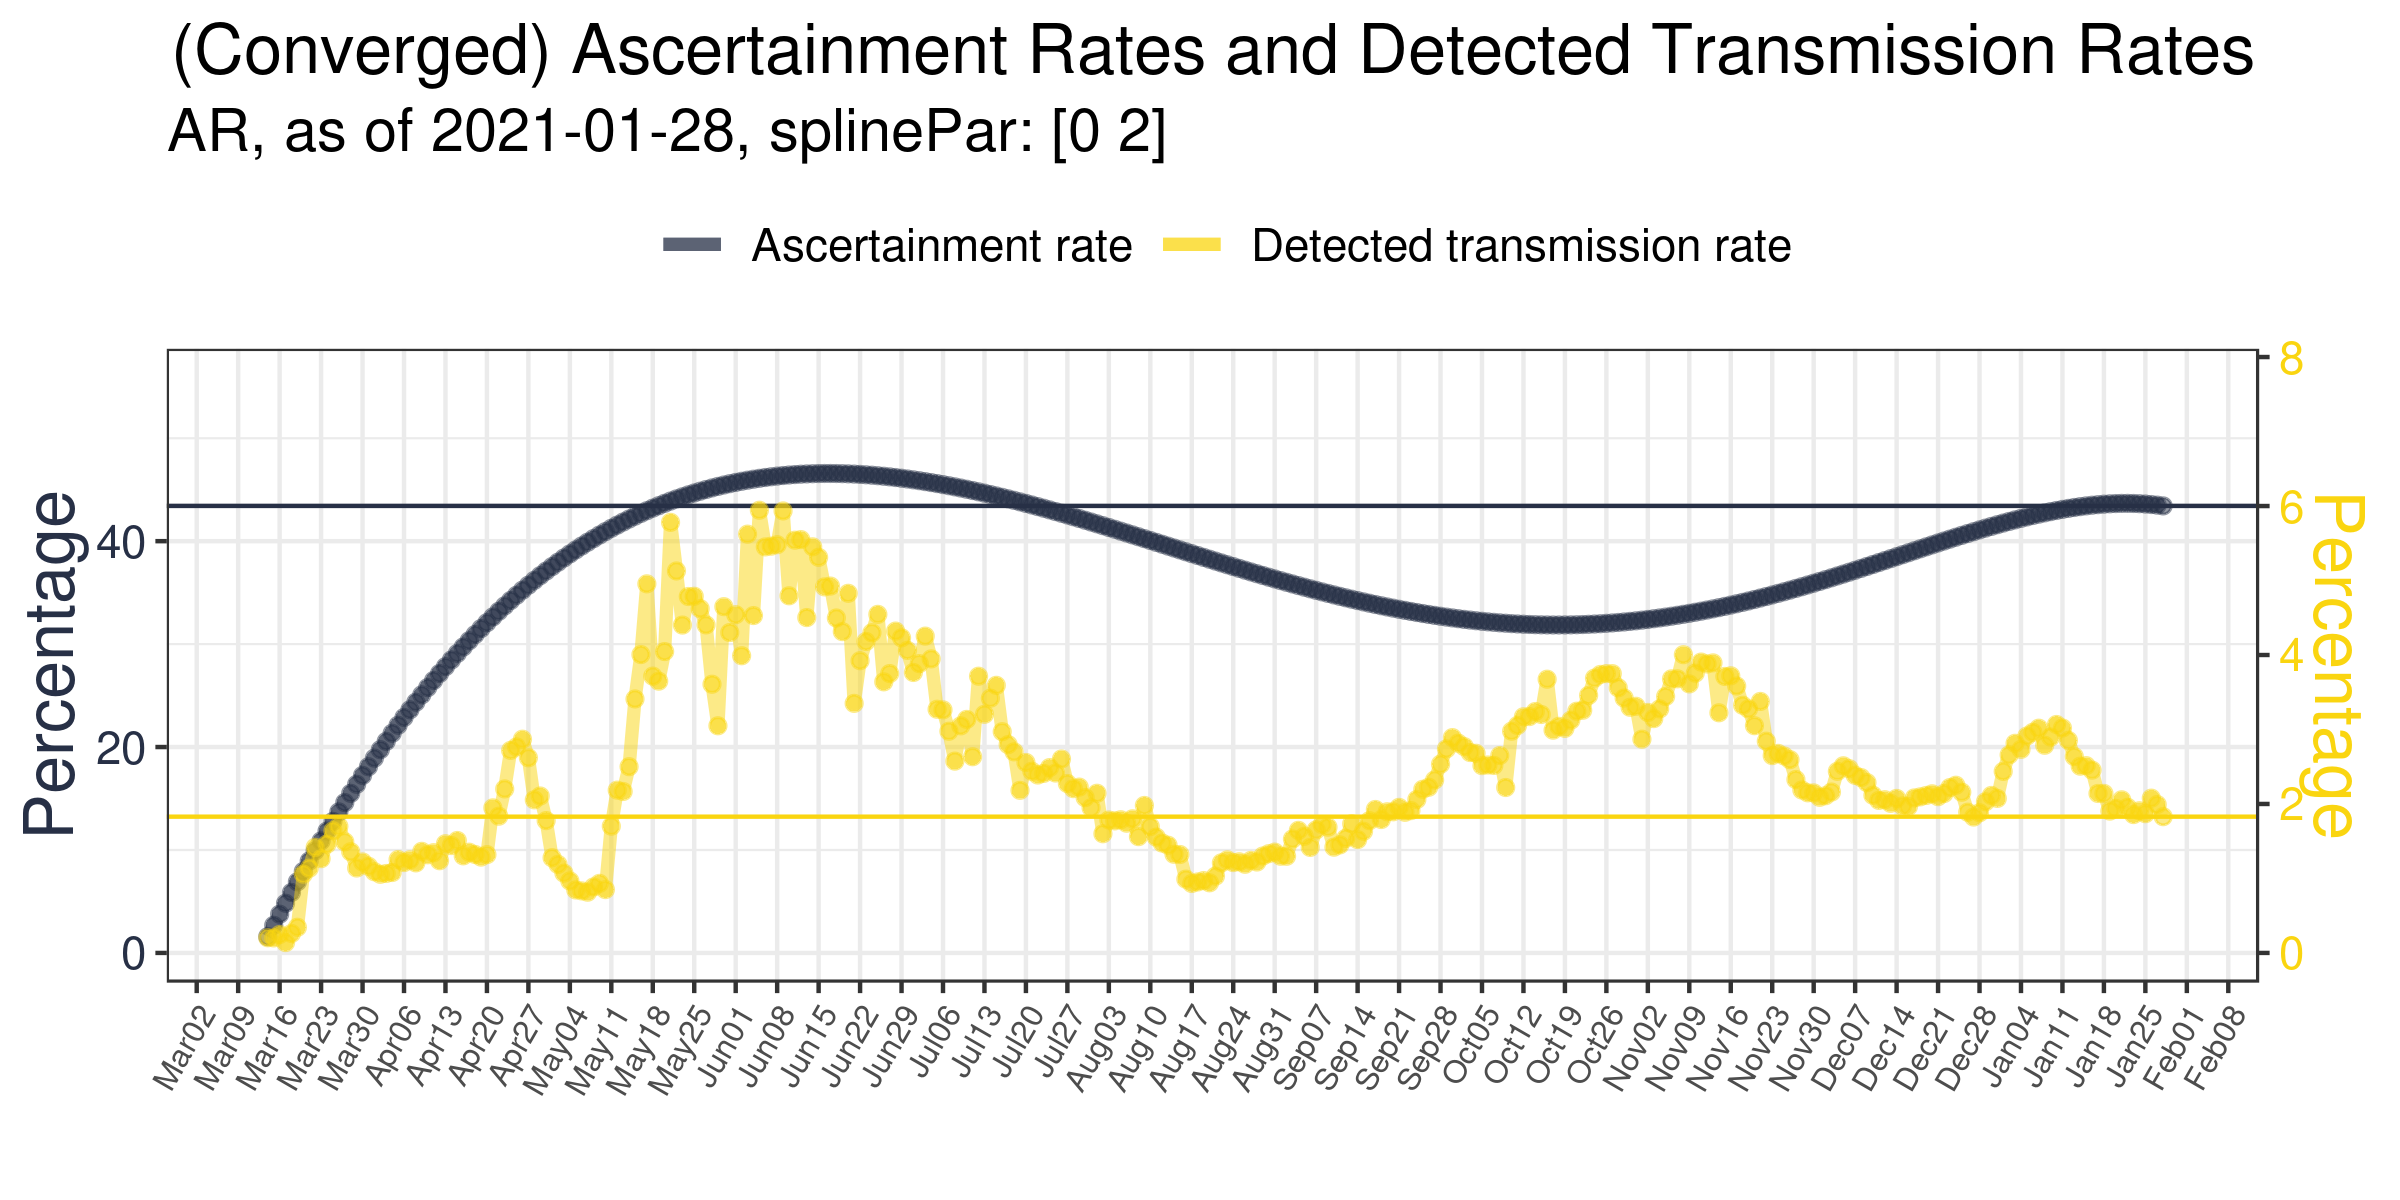 (Converged) Ascertainment Rates and Detected Transmission Rates
AR, as of 2021-01-28, splinePar: [0 2]
Ascertainment rate Detected transmission rate
Percentage
40
20
0
8
6
4
2
0
Percentage
Mar02 Mar09 Mar16 Mar23 Mar30 Apr06 Apr13 Apr20 Apr27 May04 May11 May18 May25 Jun01 Jun08 Jun15 Jun22 Jun29 Jul06 Jul13 Jul20 Jul27 Aug03 Aug10 Aug17 Aug24 Aug31 Sep07 Sep14 Sep21 Sep28 Oct05 Oct12 Oct19 Oct26 Nov02 Nov09 Nov16 Nov23 Nov30 Dec07 Dec14 Dec21 Dec28 Jan04 Jan11 Jan18 Jan25 Feb01 Feb08